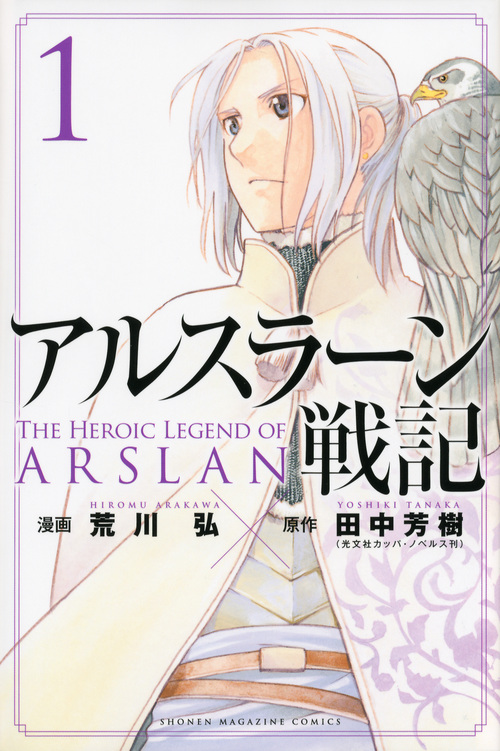 1
アルスラーン
戦記
THE HEROIC LEGEND OF
ARSLAN
HIROMU ARAKAWA
漫画 荒川 弘
×
YOSHIKI TANAKA
原作 田中芳樹
(光文社カッパ・ノベルス刊)
SHONEN MAGAZINE COMICS